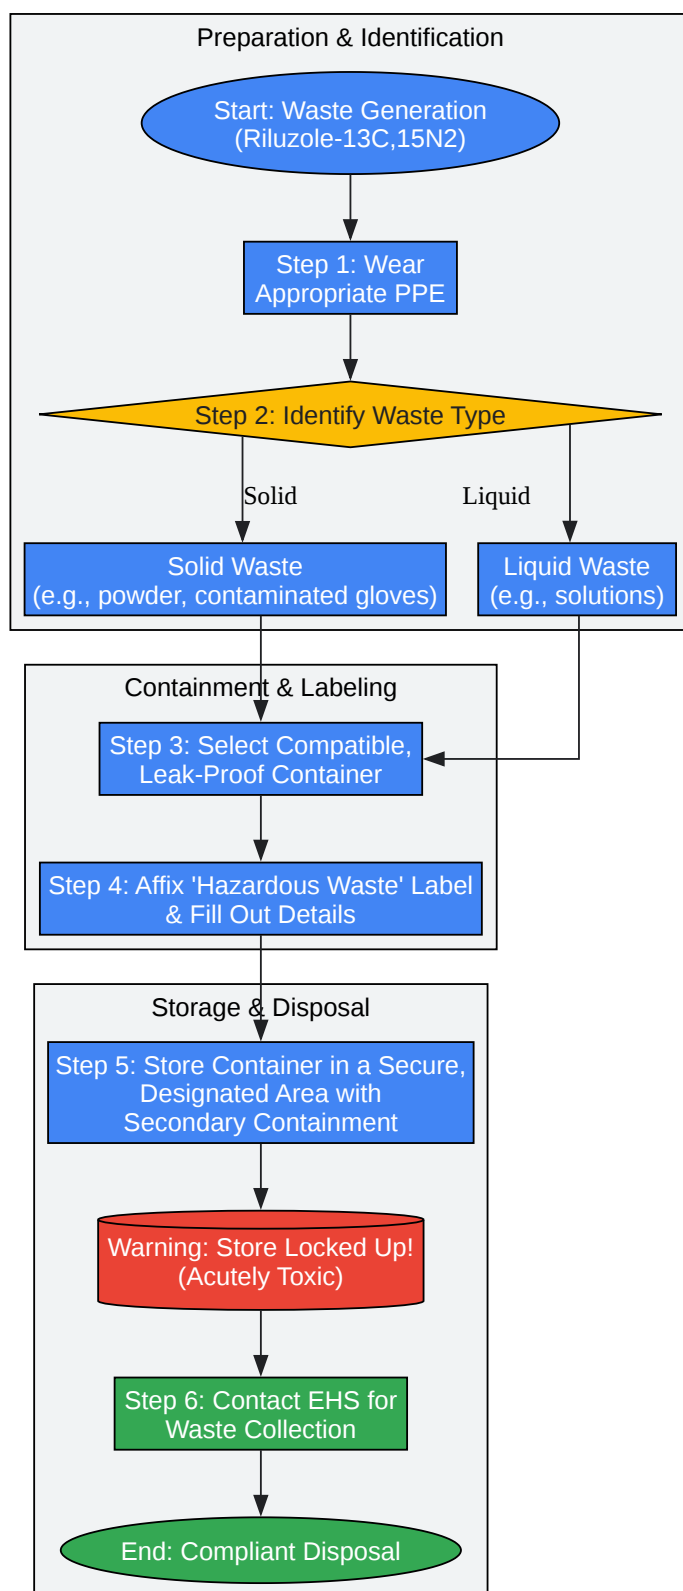 Preparation & Identification
Start: Waste Generation
(Riluzole-13C,15N2)
Step 1: Wear
Appropriate PPE
Step 2: Identify Waste Type
Solid
Liquid
Solid Waste
(e.g., powder, contaminated gloves)
Liquid Waste
(e.g., solutions)
Containment & Labeling
Step 3: Select Compatible,
Leak-Proof Container
Step 4: Affix 'Hazardous Waste' Label
& Fill Out Details
Storage & Disposal
Step 5: Store Container in a Secure,
Designated Area with
Secondary Containment
Warning: Store Locked Up!
(Acutely Toxic)
Step 6: Contact EHS for
Waste Collection
End: Compliant Disposal